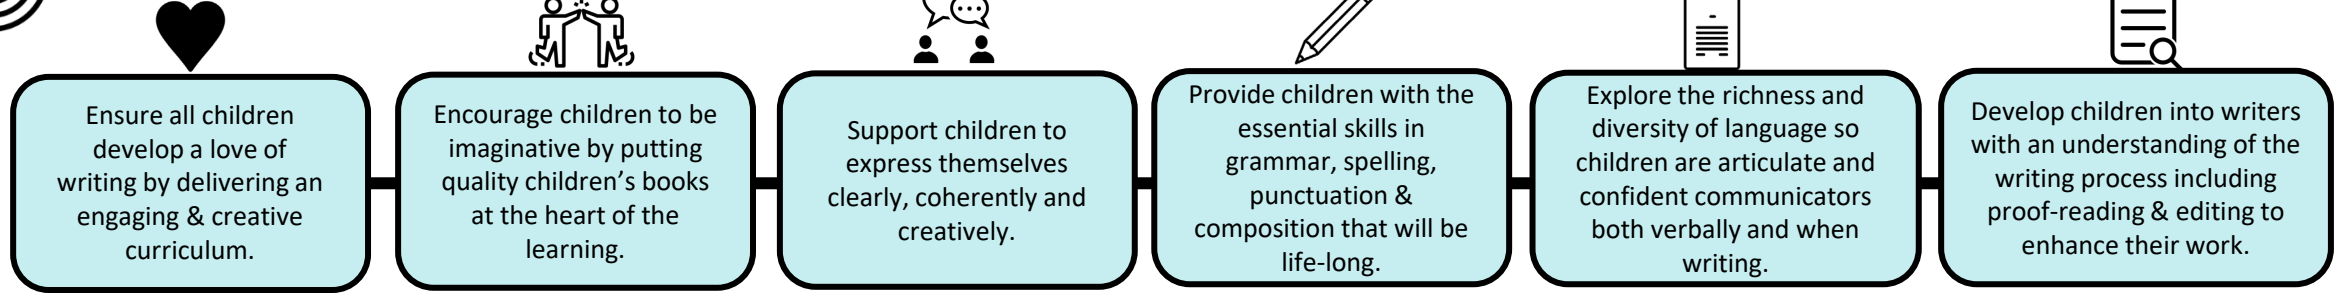 Ensure all children
develop a love of
writing by delivering an
engaging & creative
curriculum.
Encourage children to be
imaginative by putting
quality children’s books
at the heart of the
learning.
Support children to
express themselves
clearly, coherently and
creatively.
Provide children with the
essential skills in
grammar, spelling,
punctuation &
composition that will be
life-long.
Explore the richness and
diversity of language so
children are articulate and
confident communicators
both verbally and when
writing.
Develop children into writers
with an understanding of the
writing process including
proof-reading & editing to
enhance their work.